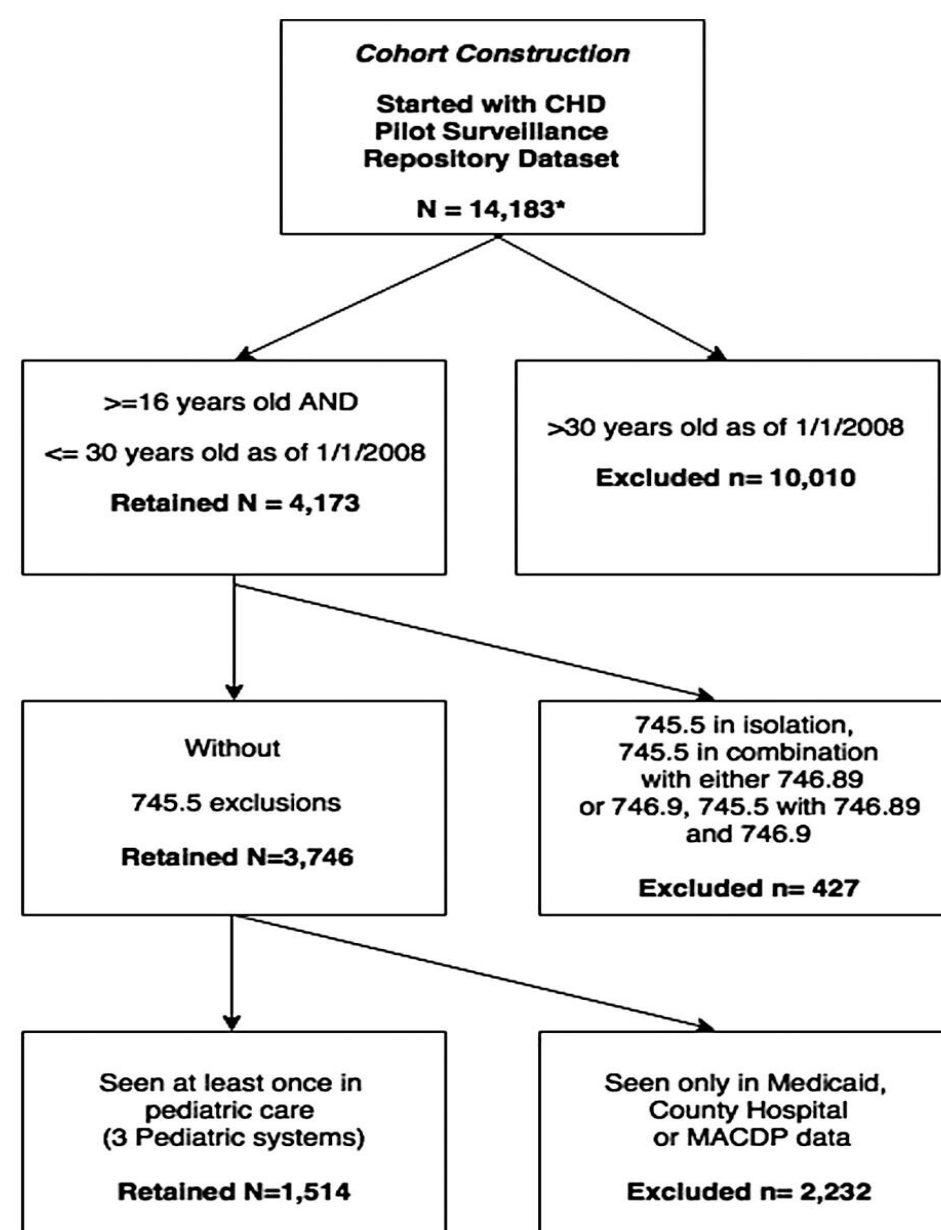 Cohort Construction
Started with CHD
Pilot Surveillance
Repository Dataset
N = 14,183*
>=16 years old AND
<= 30 years old as of 1/1/2008
Retained N = 4,173
>30 years old as of 1/1/2008
Excluded n= 10,010
Without
745.5 exclusions
Retained N=3,746
745.5 in isolation,
745.5 in combination
with either 746.89
or 746.9, 745.5 with 746.89
and 746.9
Excluded n= 427
Seen at least once in
pediatric care
(3 Pediatric systems)
Retained N=1,514
Seen only in Medicaid,
County Hospital
or MACDP data
Excluded n= 2,232